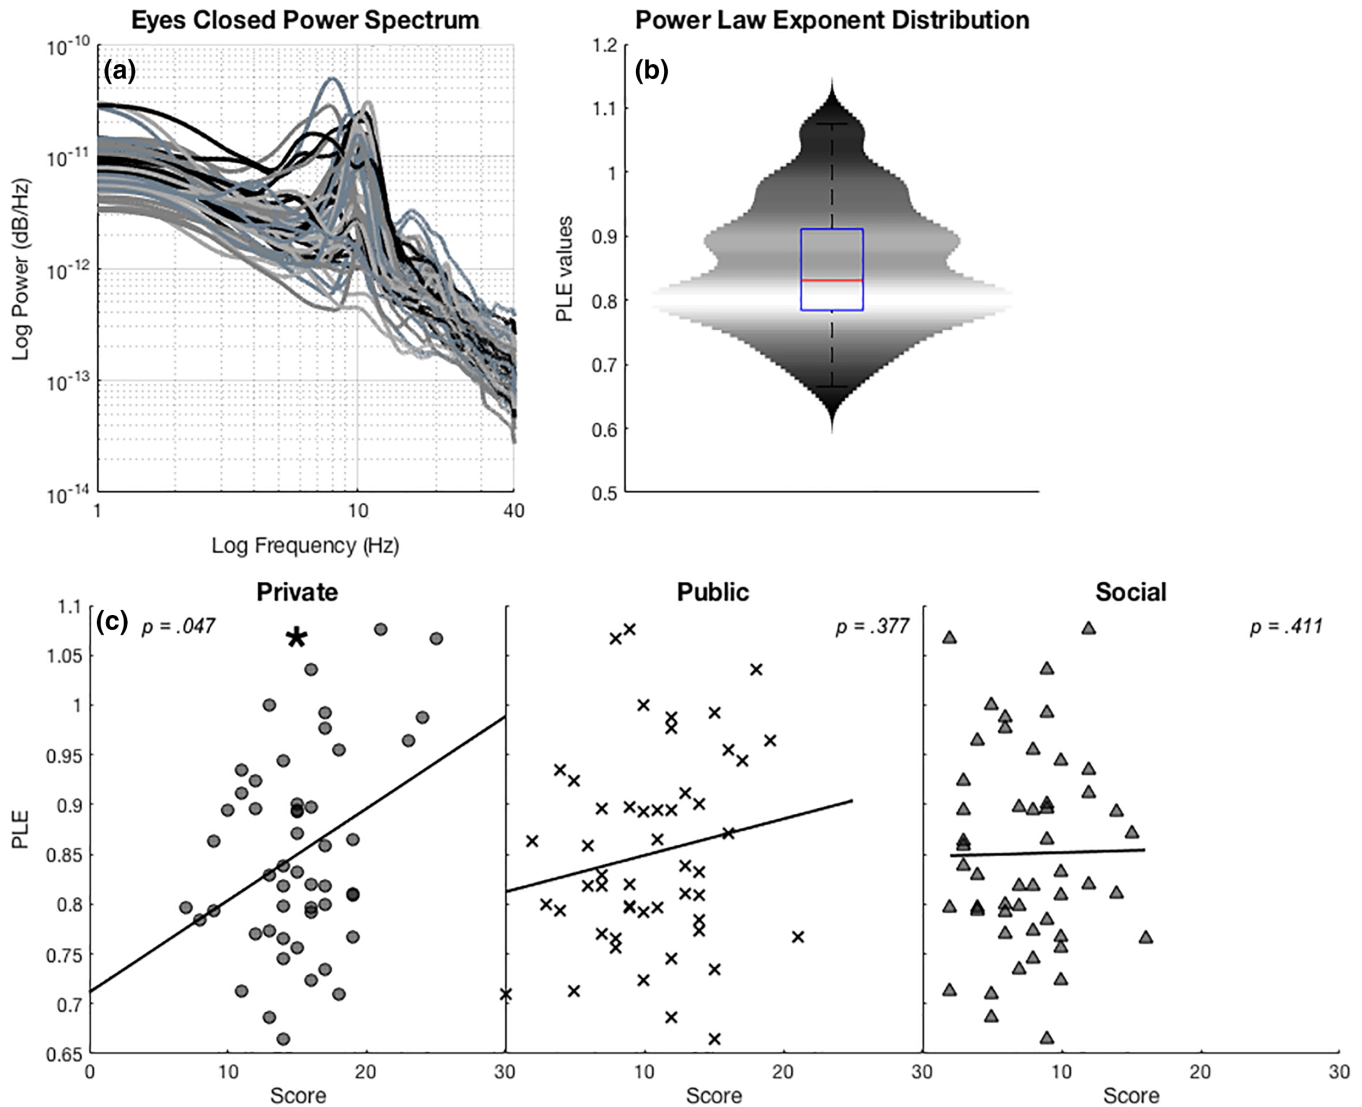 Eyes Closed Power Spectrum
(a)
10-10
10-11
10-12
10-13
10-14
Log Power (dB/Hz)
1 10 40
Log Frequency (Hz)
Power Law Exponent Distribution
(b)
1.2
1.1
1
0.9
0.8
0.7
0.6
0.5
PLE values
Private
(c)
p = .047
*
1.1
1.05
1
0.95
0.9
0.85
0.8
0.75
0.7
0.65
PLE
0 10 20 30
Score
Public
p = .377
10 20 30
Score
Social
p = .411
10 20 30
Score